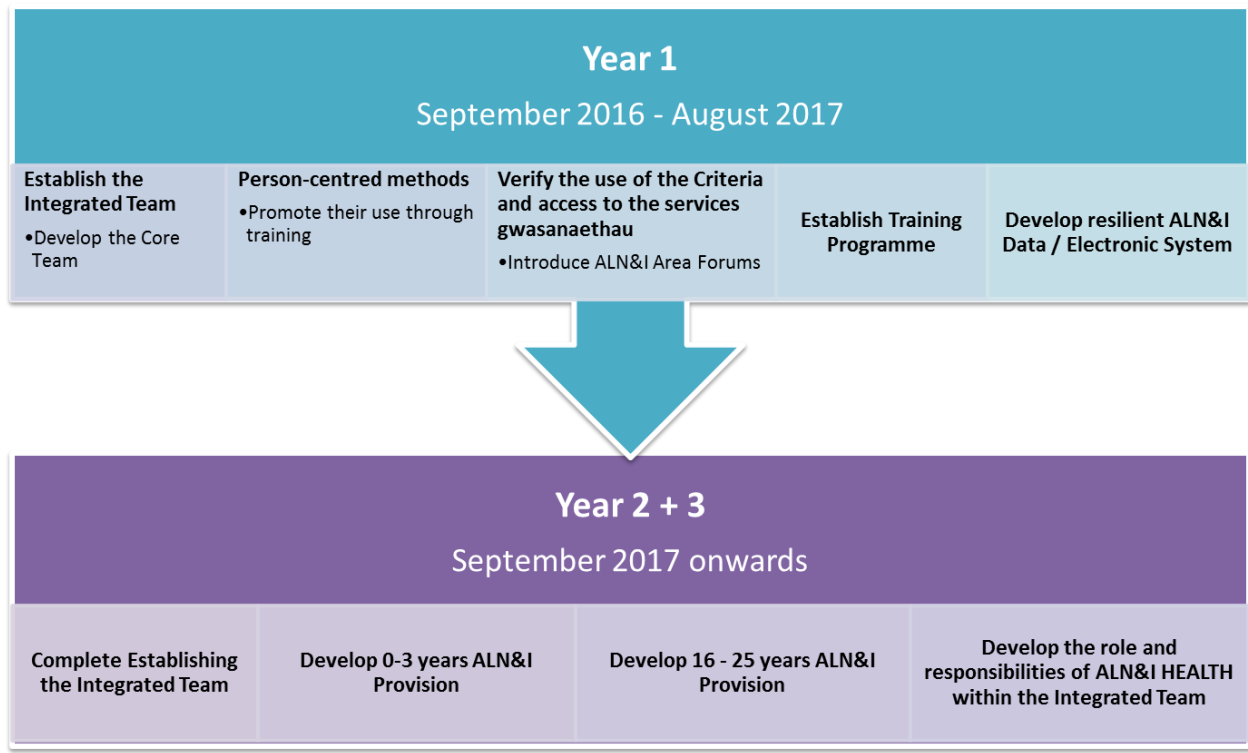 Year 1
September 2016 - August 2017
Establish the
Integrated Team
•Develop the Core
Team
Person-centred methods
•Promote their use through
training
Verify the use of the Criteria
and access to the services
gwasanaethau
•Introduce ALN&I Area Forums
Establish Training
Programme
Develop resilient ALN&I
Data / Electronic System
Year 2 + 3
September 2017 onwards
Complete Establishing
the Integrated Team
Develop 0-3 years ALN&I
Provision
Develop 16 - 25 years ALN&I
Provision
Develop the role and
responsibilities of ALN&I HEALTH
within the Integrated Team